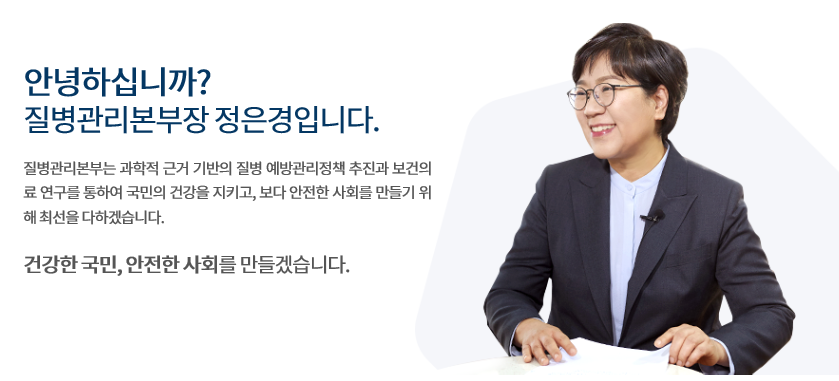 안녕하십니까?
질병관리본부장 정은경입니다.
질병관리본부는 과학적 근거 기반의 질병 예방관리정책 추진과 보건의
료 연구를 통하여 국민의 건강을 지키고, 보다 안전한 사회를 만들기 위
해 최선을 다하겠습니다.
건강한 국민, 안전한 사회를 만들겠습니다.